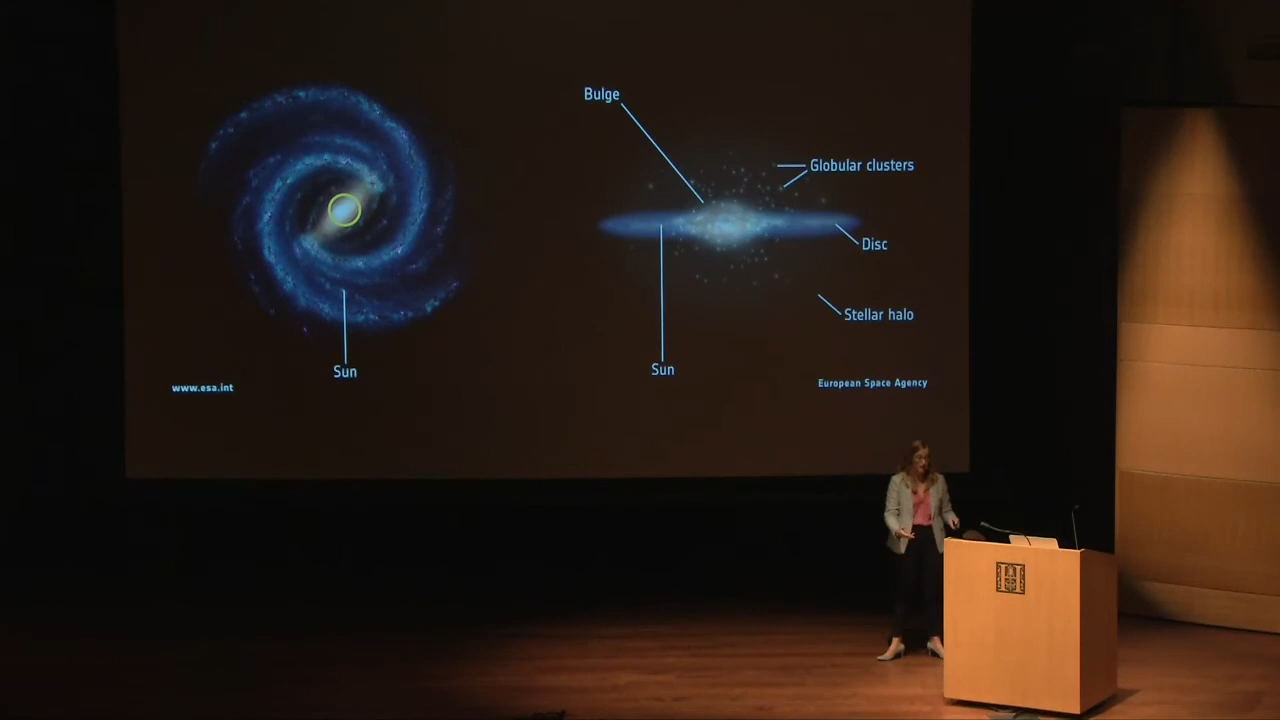 Bulge
Globular clusters
Disc
Stellar halo
Sun
Sun
www.esa.int
European Space Agency
H